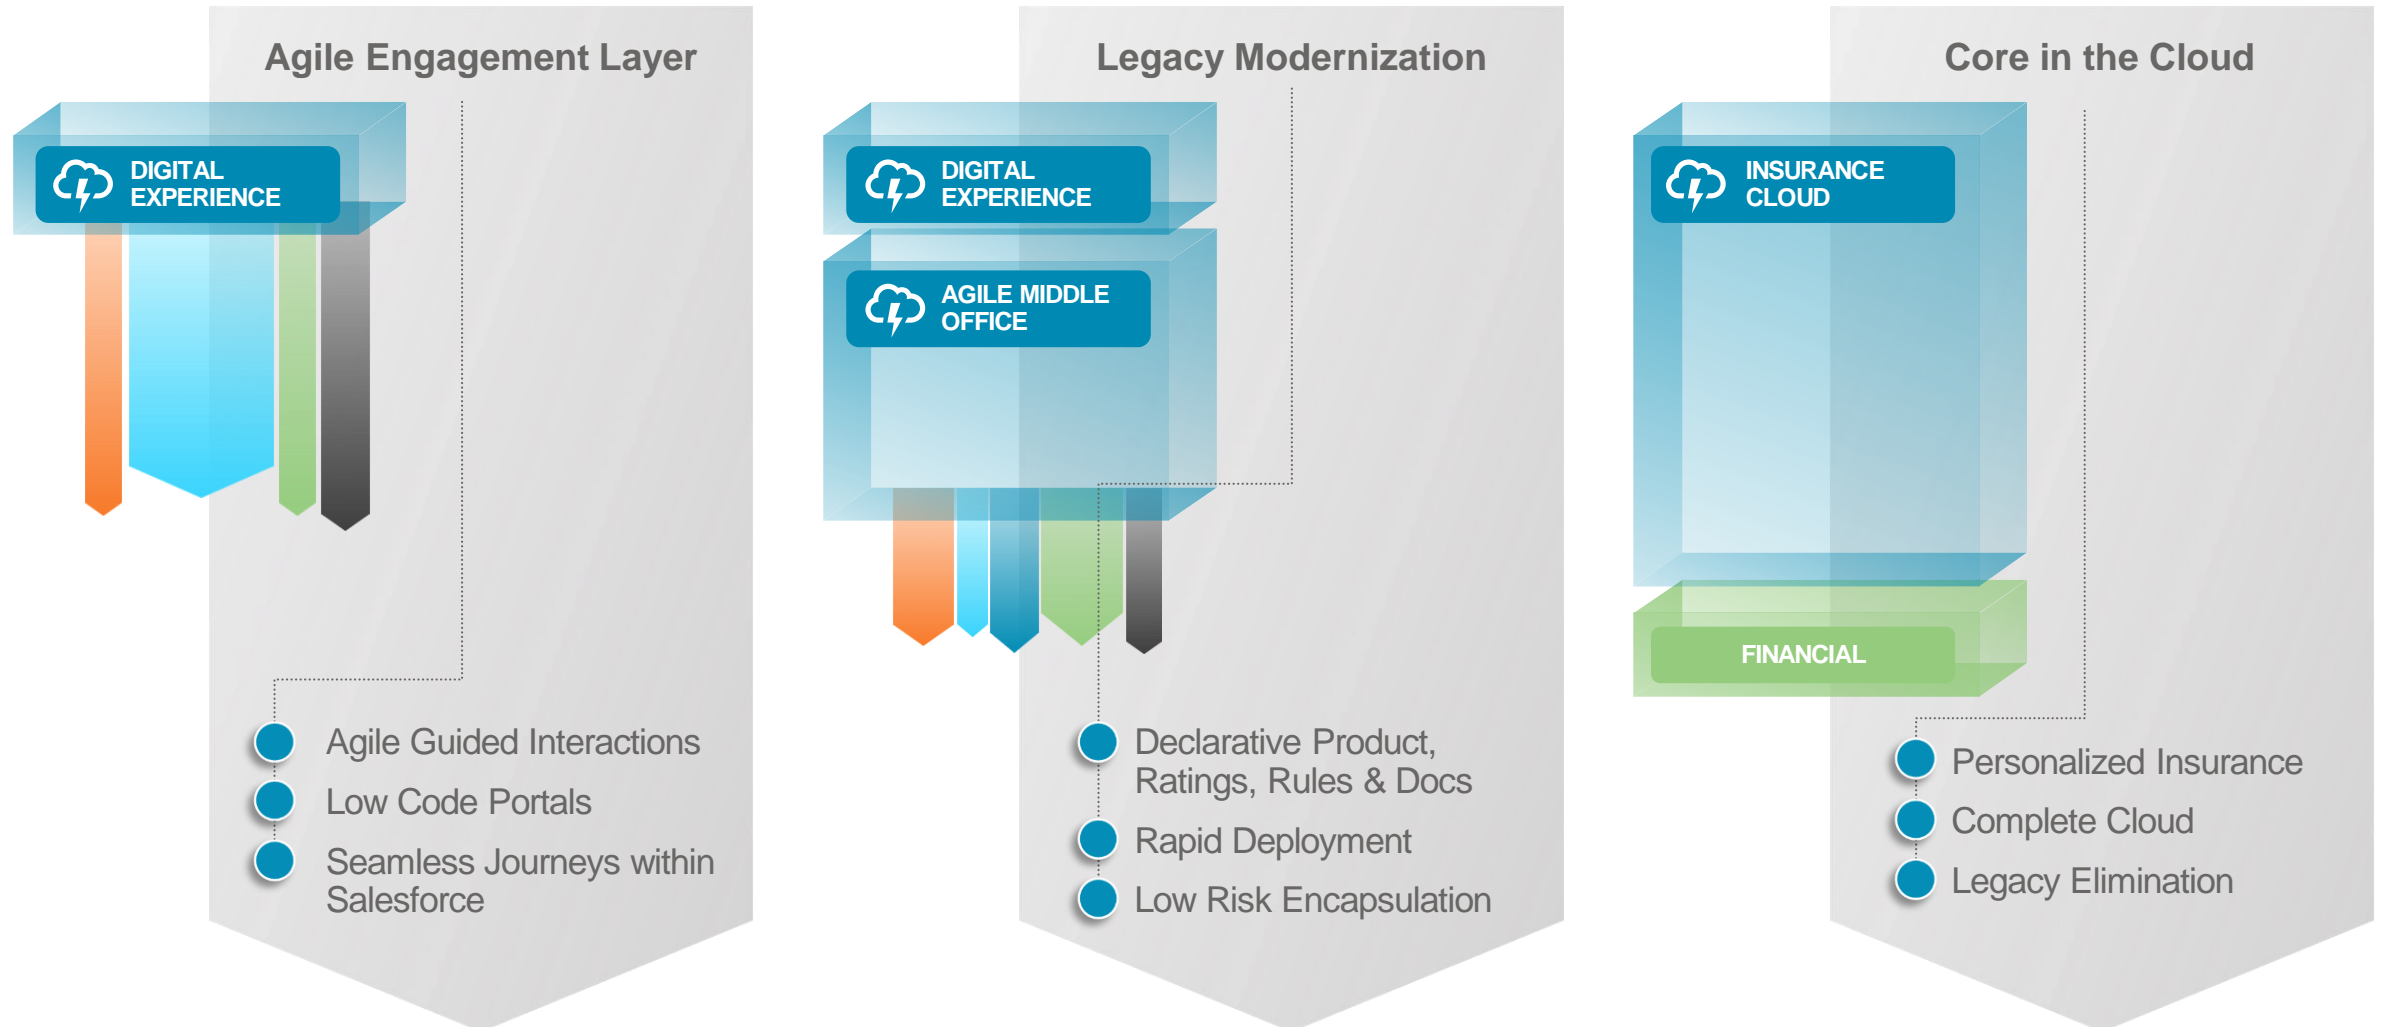 Agile Engagement Layer
DIGITAL
EXPERIENCE
Agile Guided Interactions
Low Code Portals
Seamless Journeys within
Salesforce
Legacy Modernization
DIGITAL
EXPERIENCE
AGILE MIDDLE
OFFICE
Declarative Product,
Ratings, Rules & Docs
Rapid Deployment
Low Risk Encapsulation
Core in the Cloud
INSURANCE
CLOUD
FINANCIAL
Personalized Insurance
Complete Cloud
Legacy Elimination